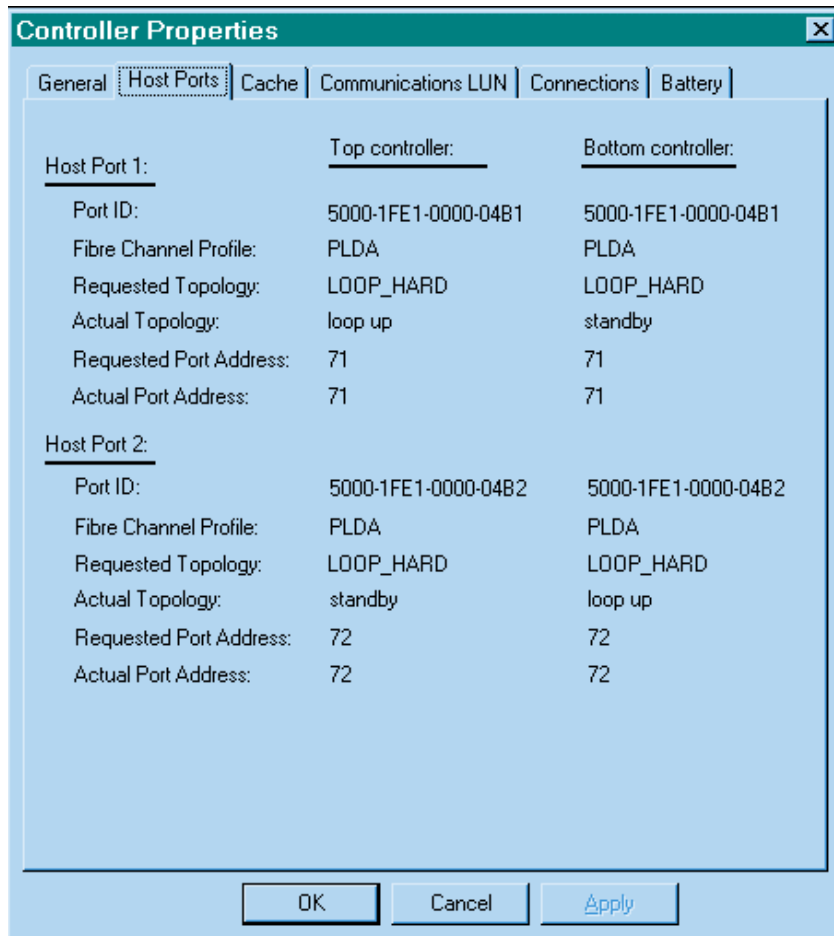 Controller Properties
General Host Ports Cache Communications LUN Connections Battery
Top controller: Bottom controller:
Host Port 1:
Port ID: 5000-1FE1-0000-04B1 5000-1FE1-0000-04B1
Fibre Channel Profile: PLDA PLDA
Requested Topology: LOOP_HARD LOOP_HARD
Actual Topology: loop up standby
Requested Port Address: 71 71
Actual Port Address: 71 71
Host Port 2:
Port ID: 5000-1FE1-0000-04B2 5000-1FE1-0000-04B2
Fibre Channel Profile: PLDA PLDA
Requested Topology: LOOP_HARD LOOP_HARD
Actual Topology: standby loop up
Requested Port Address: 72 72
Actual Port Address: 72 72
OK Cancel Apply